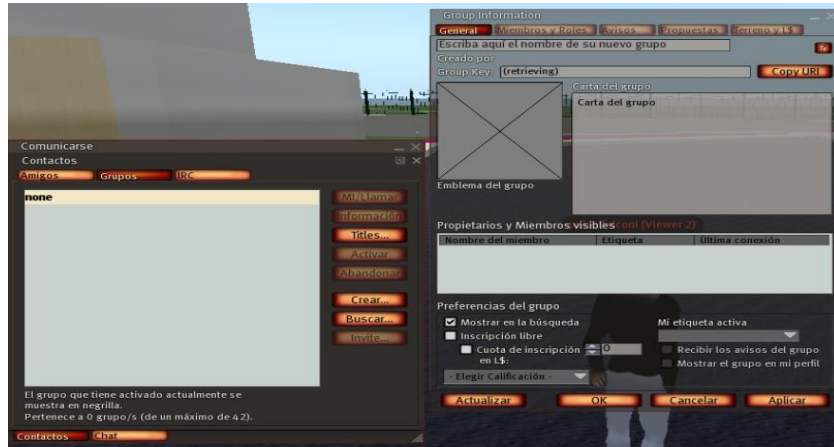 Comunicarse
Contactos
Amigos
Grupos
IRC
none
MI/Llamar
Información
Titles...
Activar
Abandonar
Crear...
Buscar...
Invite...
El grupo que tiene activado actualmente se
muestra en negrilla.
Pertenece a 0 grupo/s (de un máximo de 42).
Contactos
Chat
Group Information
General
Miembros y Roles
Avisos
Propuestas
Terreno y L$
Escriba aquí el nombre de su nuevo grupo
?
Creado por
Group Key: (retrieving)
Copy URI
Carta del grupo
Carta del grupo
Emblema del grupo
Propietarios y Miembros visibles
(Viewer 2)
Nombre del miembro
Etiqueta
Última conexión
Preferencias del grupo
Mostrar en la búsqueda
Mi etiqueta activa
Inscripción libre
Cuota de inscripción
en L$:
0
Recibir los avisos del grupo
Mostrar el grupo en mi perfil
- Elegir Calificación -
Actualizar
OK
Cancelar
Aplicar